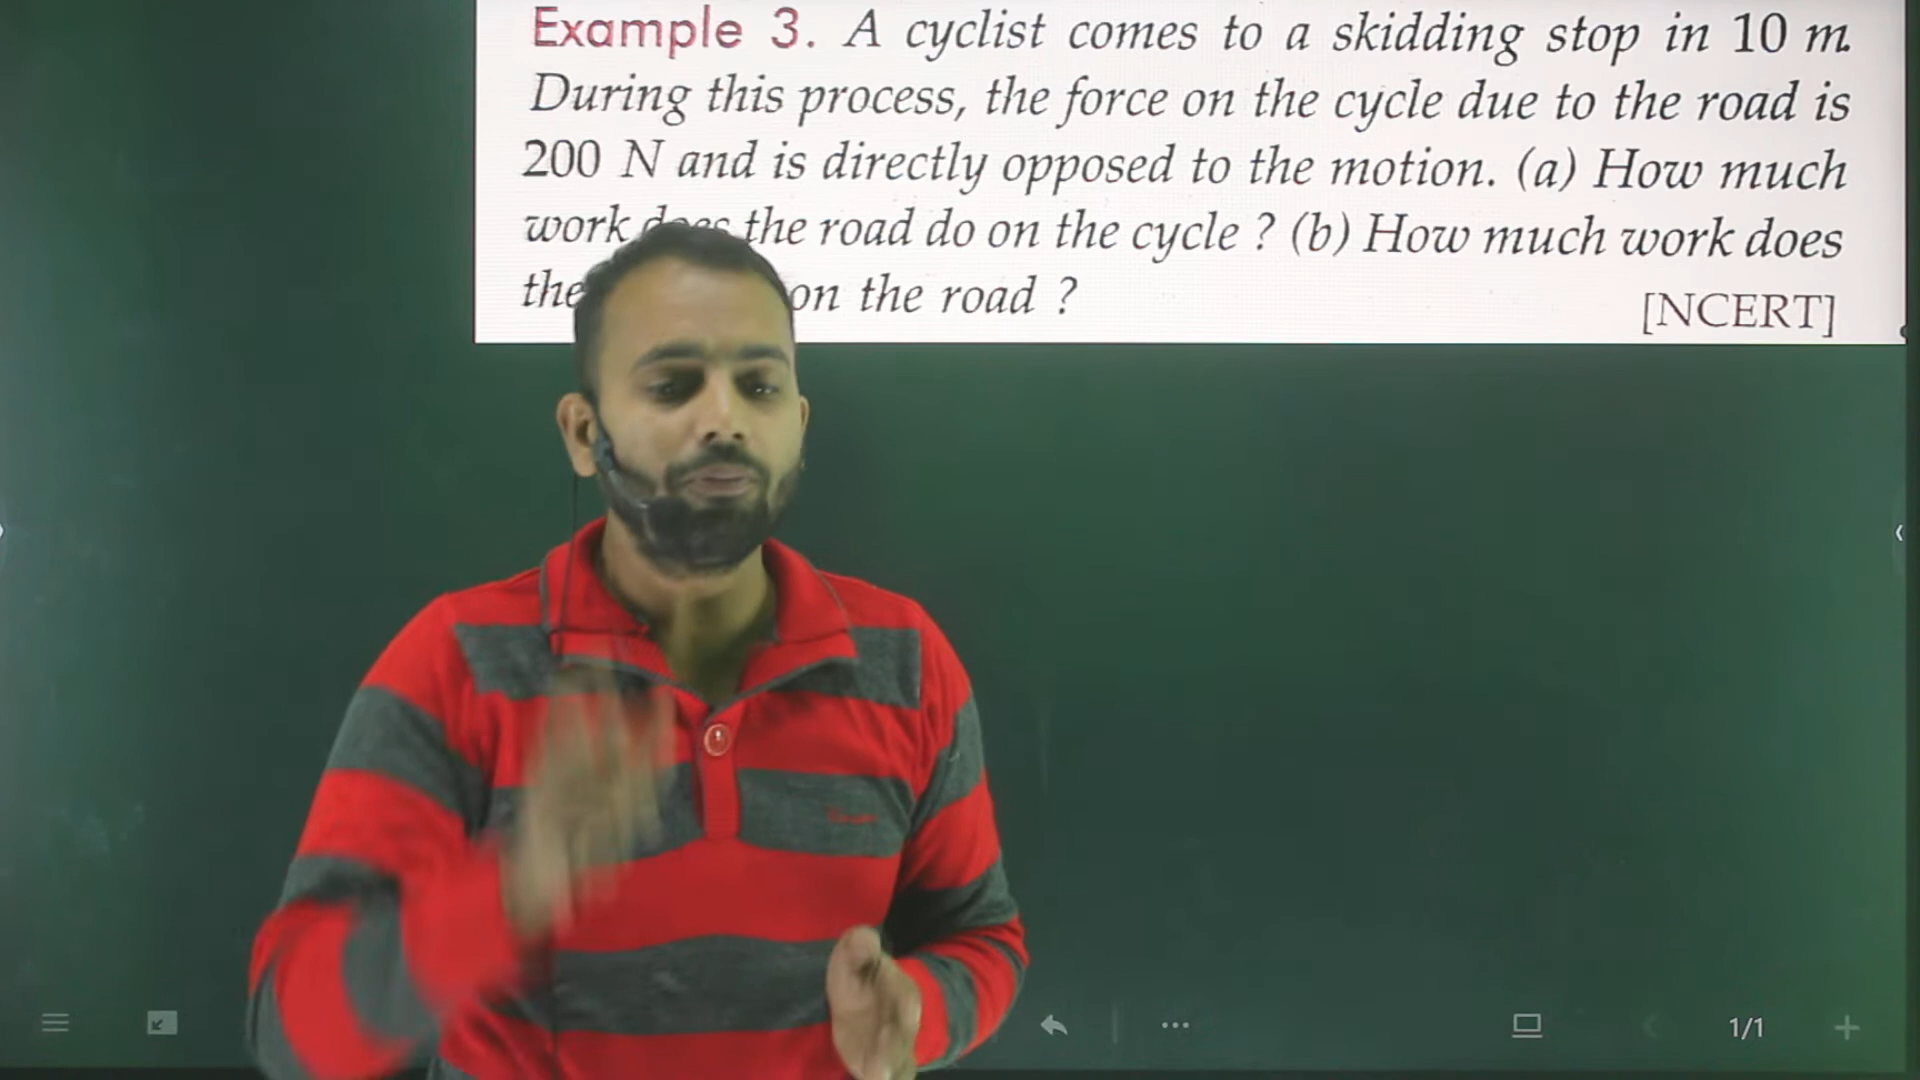 Example 3. A cyclist comes to a skidding stop in 10 m.
During this process, the force on the cycle due to the road is
200 N and is directly opposed to the motion. (a) How much
work does the road do on the cycle ? (b) How much work does
the on the road ?
[NCERT]
1/1